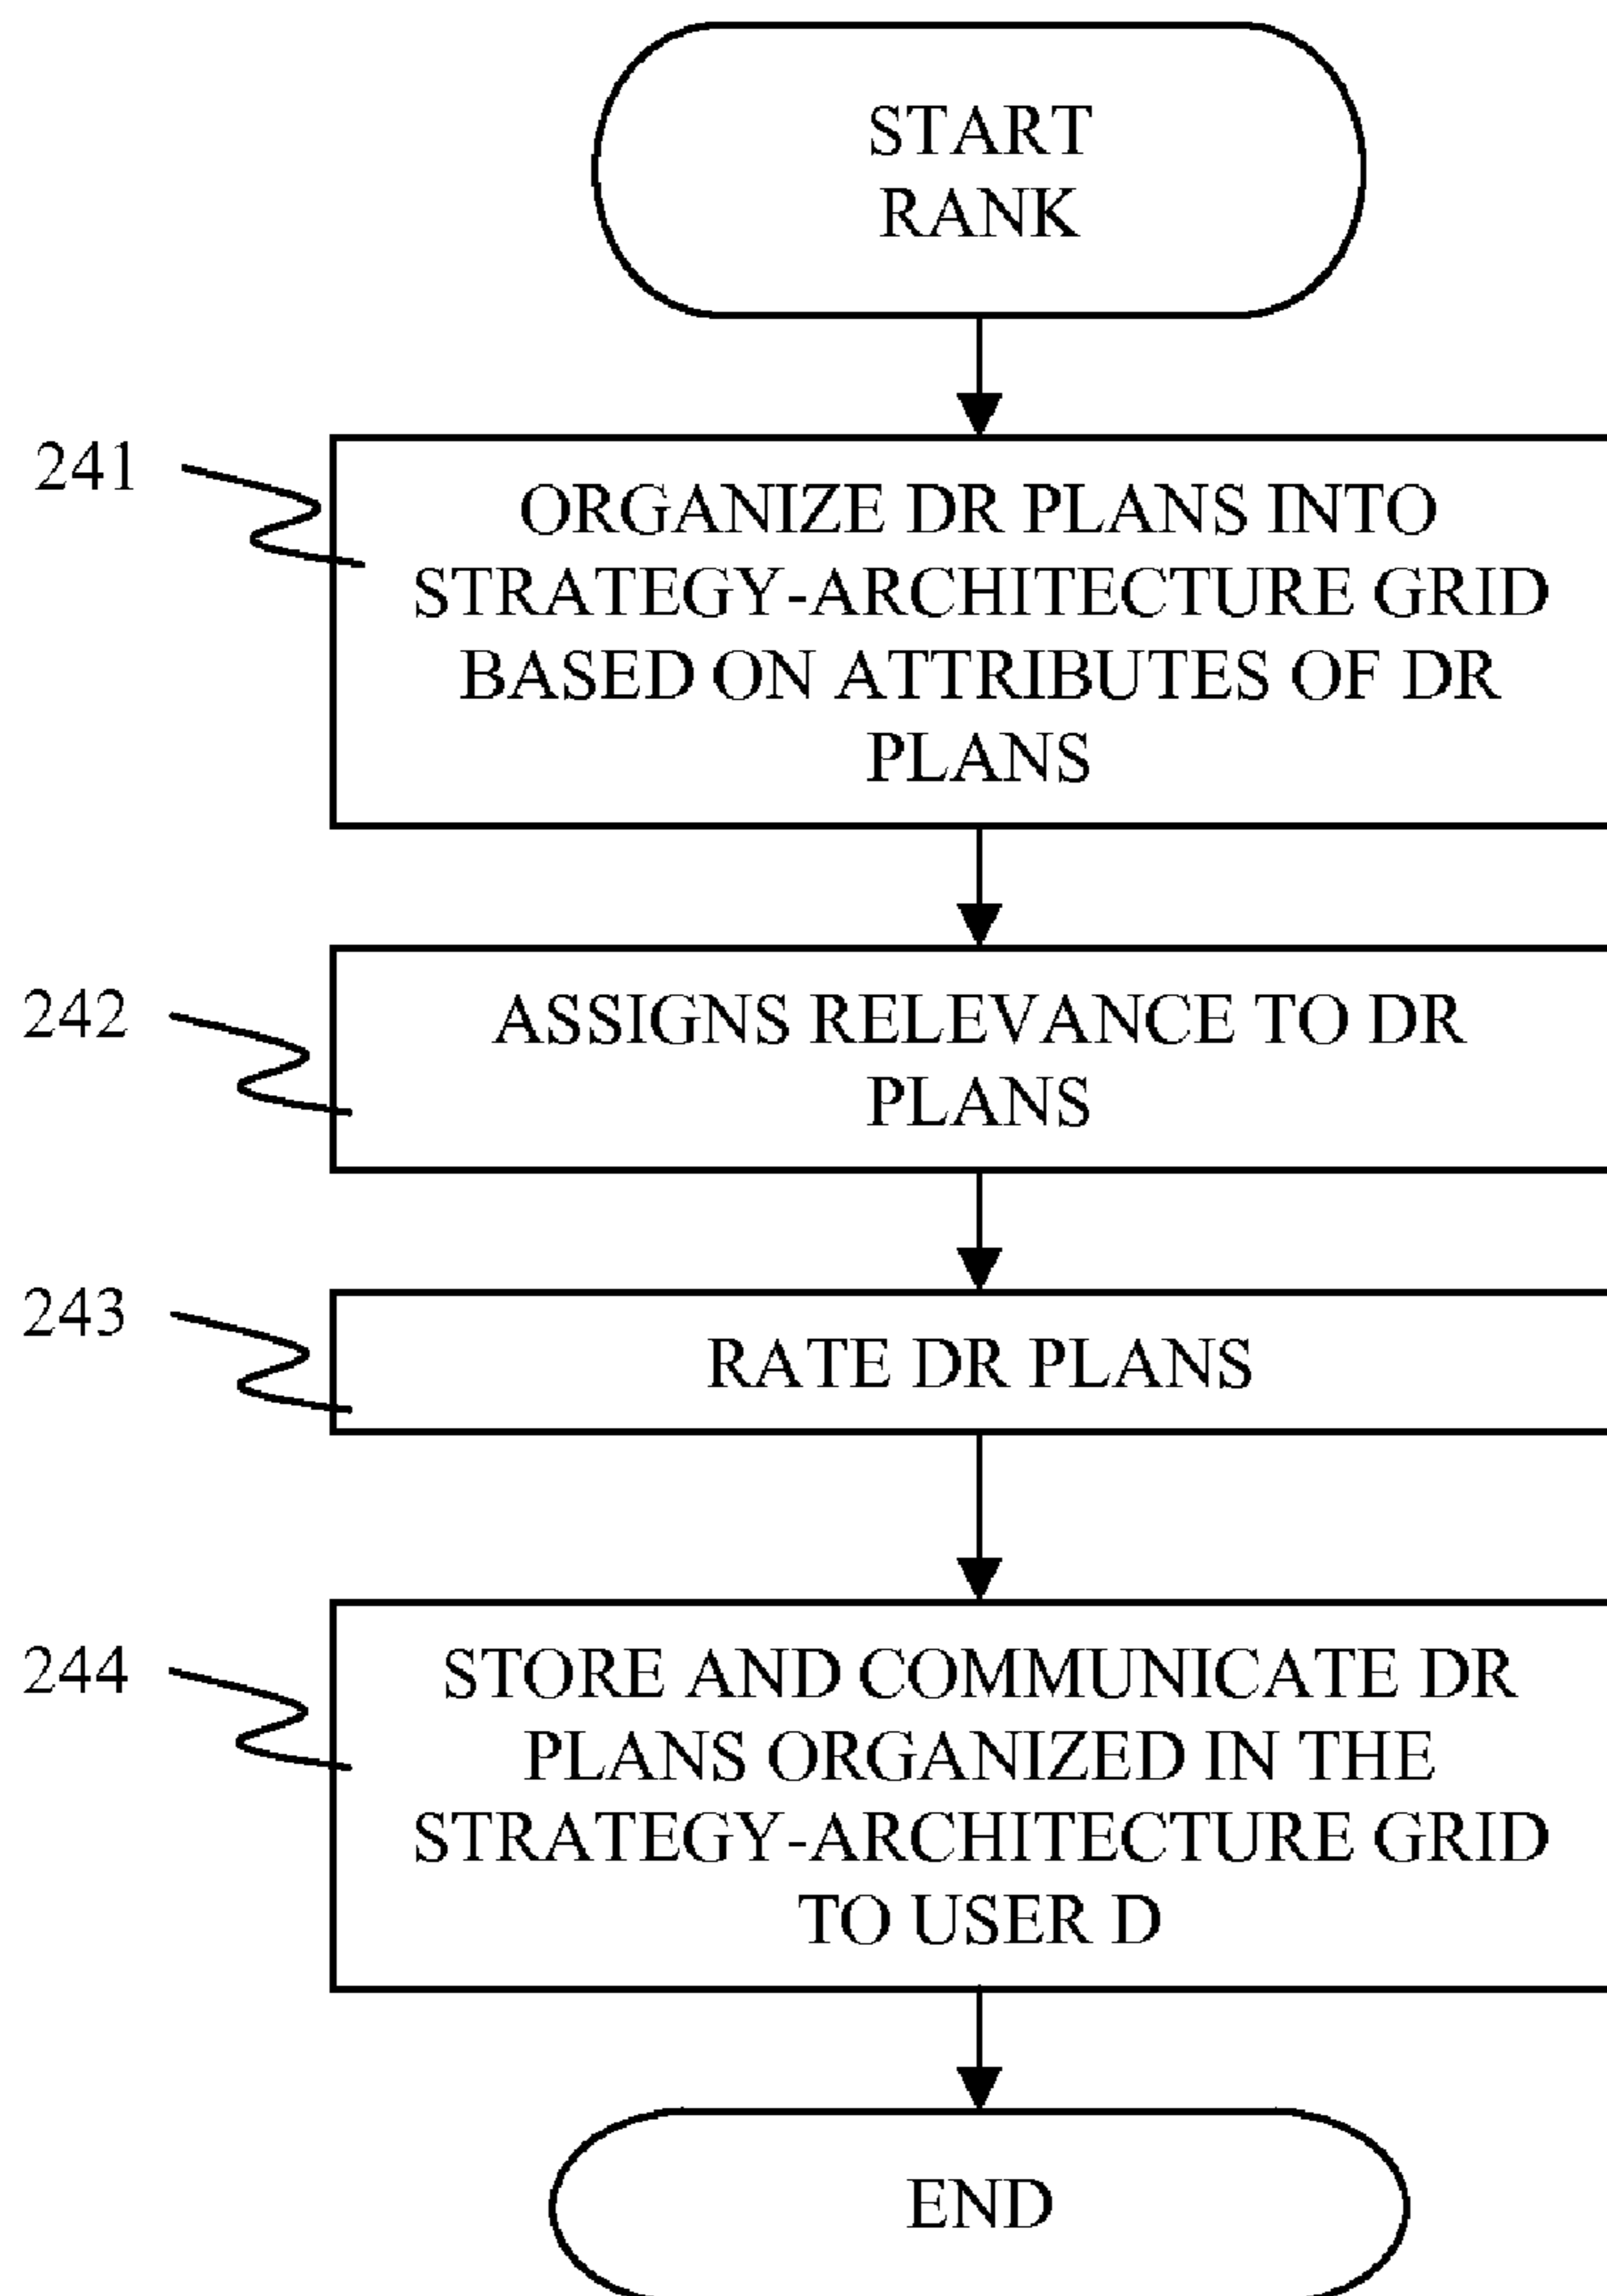 START
RANK
241
ORGANIZE DR PLANS INTO
STRATEGY-ARCHITECTURE GRID
BASED ON ATTRIBUTES OF DR
PLANS
242
ASSIGNS RELEVANCE TO DR
PLANS
243
RATE DR PLANS
244
STORE AND COMMUNICATE DR
PLANS ORGANIZED IN THE
STRATEGY-ARCHITECTURE GRID
TO USER D
END